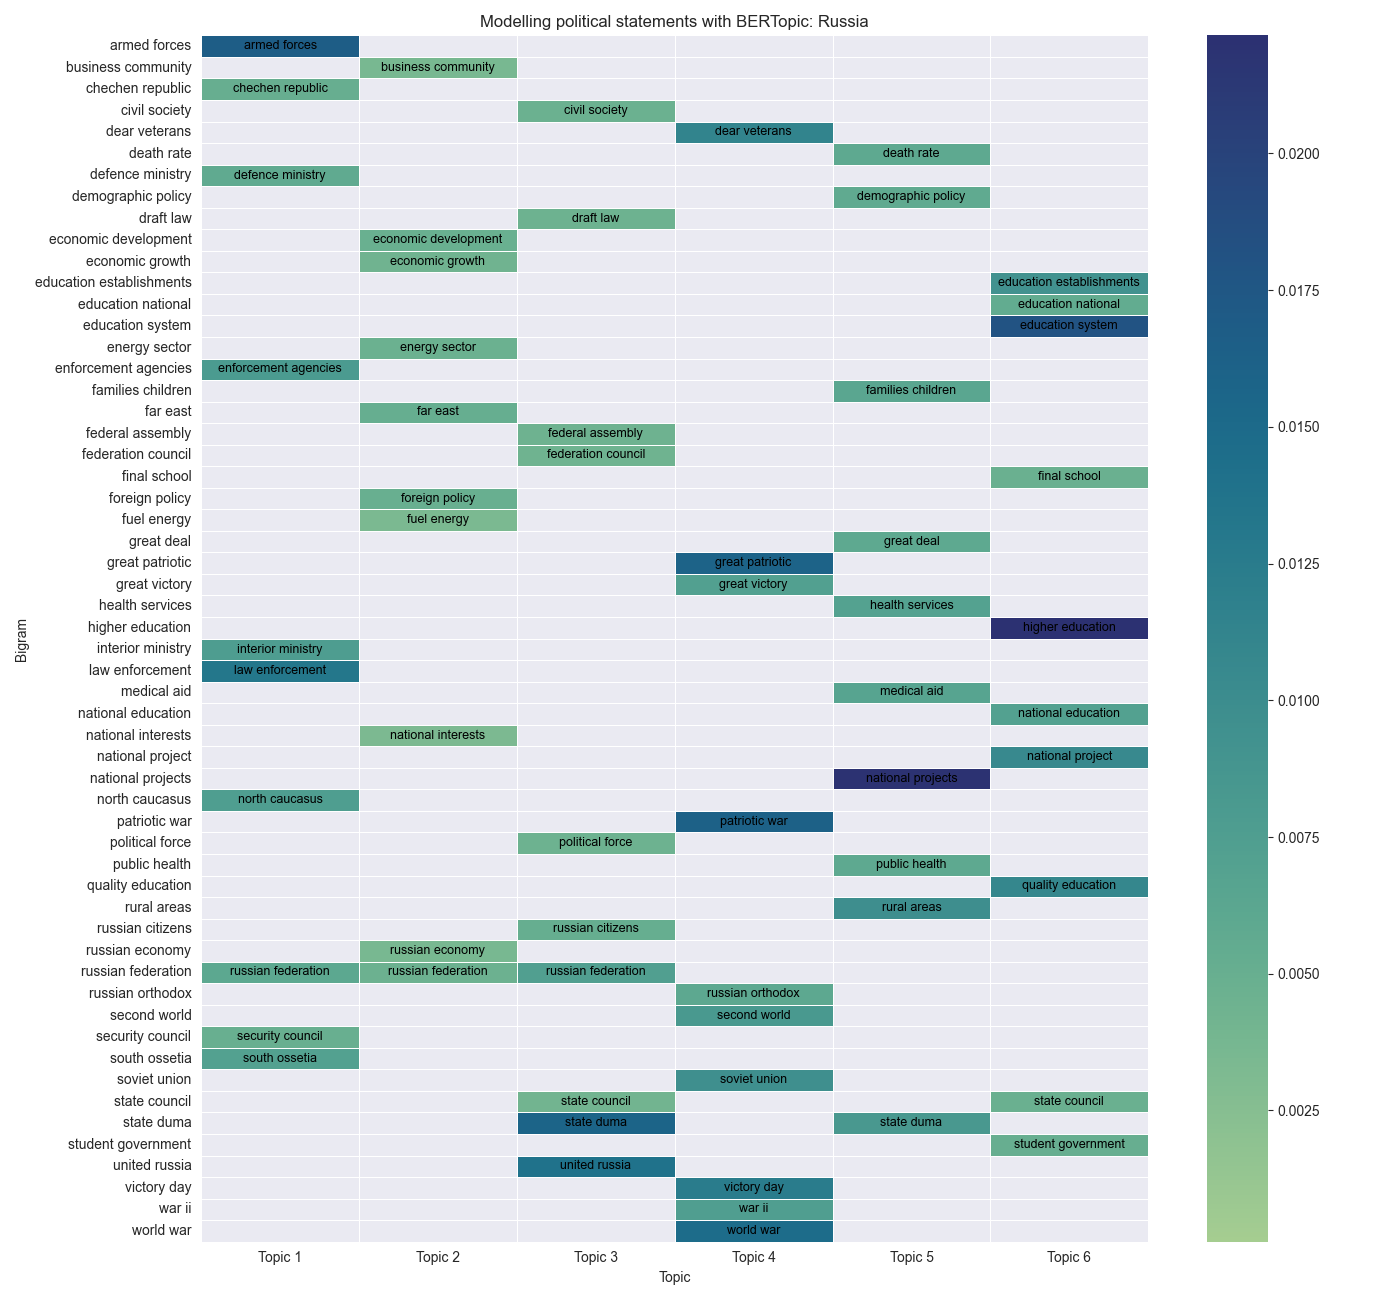 Modelling political statements with BERTopic: Russia
armed forces armed forces
business community business community
chechen republic chechen republic
civil society civil society
dear veterans dear veterans
death rate death rate
defence ministry defence ministry
demographic policy demographic policy
draft law draft law
economic development economic development
economic growth economic growth
education establishments education establishments
education national education national
education system education system
energy sector energy sector
enforcement agencies enforcement agencies
families children families children
far east far east
federal assembly federal assembly
federation council federation council
final school final school
foreign policy foreign policy
fuel energy fuel energy
great deal great deal
great patriotic great patriotic
great victory great victory
health services health services
higher education higher education
interior ministry interior ministry
law enforcement law enforcement
medical aid medical aid
national education national education
national interests national interests
national project national project
national projects national projects
north caucasus north caucasus
patriotic war patriotic war
political force political force
public health public health
quality education quality education
rural areas rural areas
russian citizens russian citizens
russian economy russian economy
russian federation russian federation russian federation russian federation
russian orthodox russian orthodox
second world second world
security council security council
south ossetia south ossetia
soviet union soviet union
state council state council state council
state duma state duma state duma
student government student government
united russia united russia
victory day victory day
war ii war ii
world war world war
Bigram
Topic 1 Topic 2 Topic 3 Topic 4 Topic 5 Topic 6
Topic
0.0200
0.0175
0.0150
0.0125
0.0100
0.0075
0.0050
0.0025